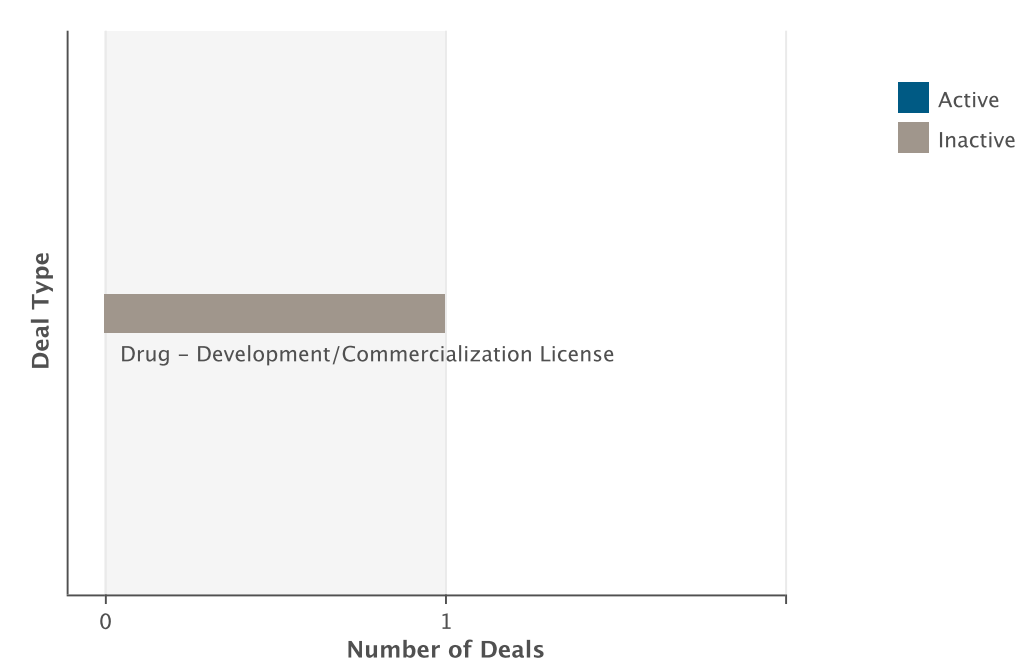 Active
Inactive
Deal Type
Drug – Development/Commercialization License
0
1
Number of Deals